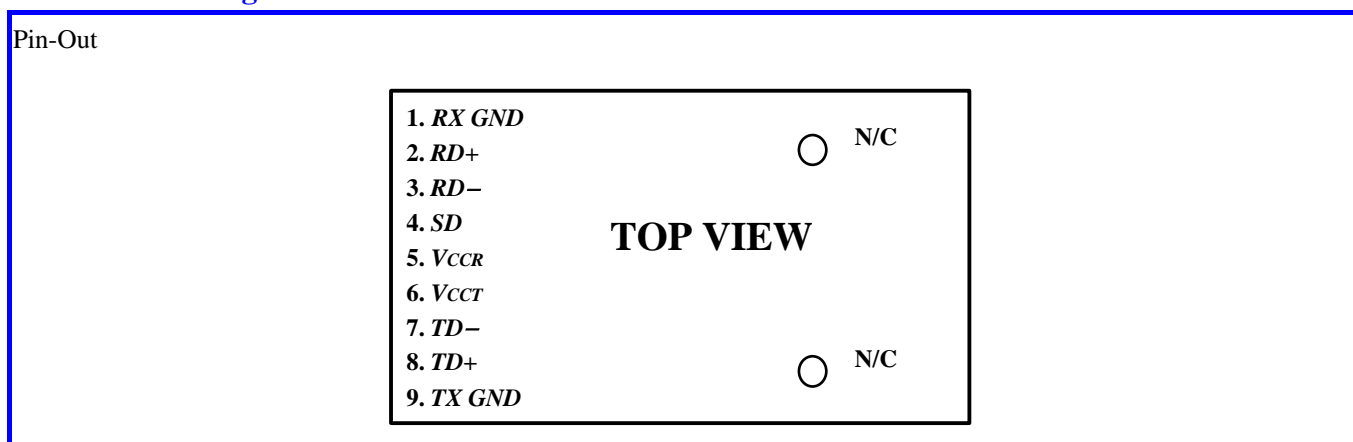 Pin-Out
1. RX GND
N/C
2. RD+
3. RD−
4. SD
TOP VIEW
5. VCCR
6. VCCT
7. TD−
8. TD+
N/C
9. TX GND